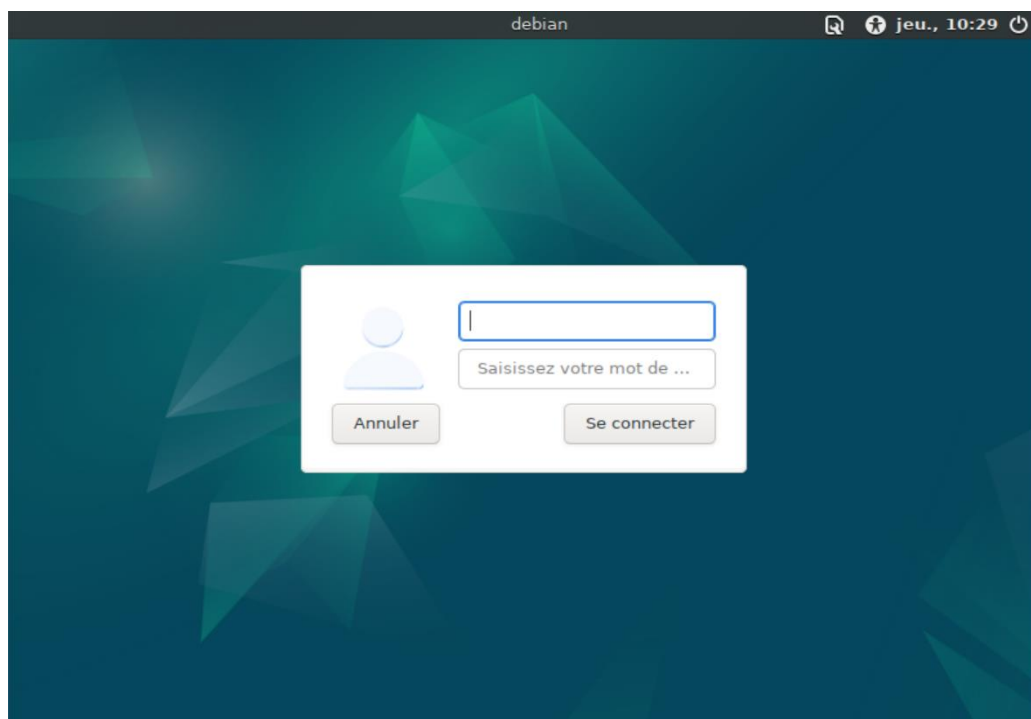 debian
jeu., 10:29
Saisissez votre mot de ...
Annuler
Se connecter